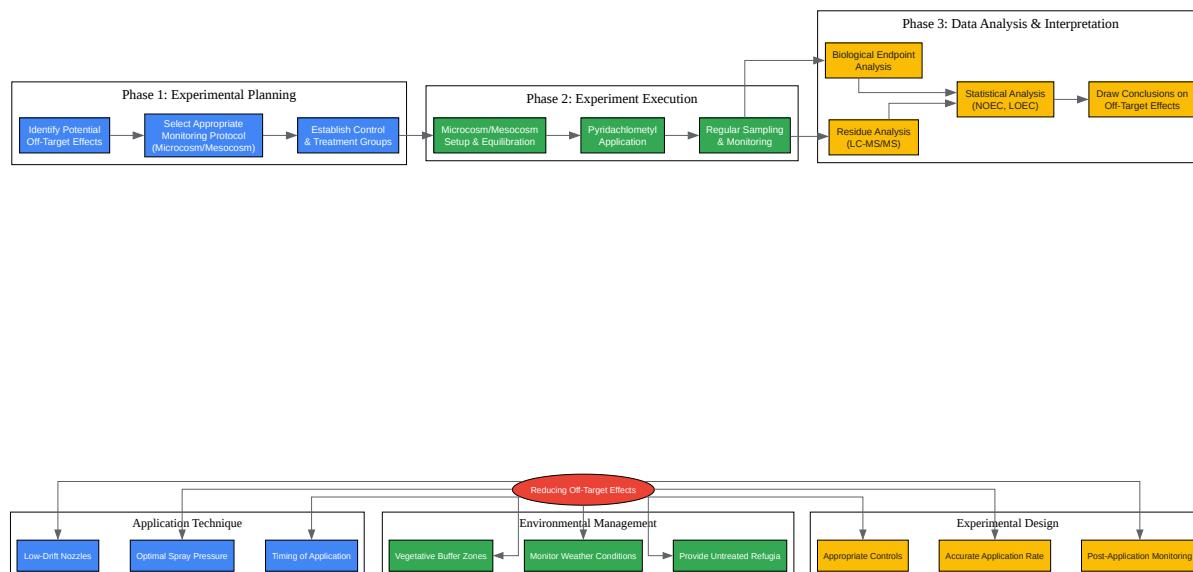 Phase 1: Experimental Planning
Identify Potential
Off-Target Effects
Select Appropriate
Monitoring Protocol
(Microcosm/Mesocosm)
Establish Control
& Treatment Groups
Phase 2: Experiment Execution
Microcosm/Mesocosm
Setup & Equilibration
Pyridachlometyl
Application
Regular Sampling
& Monitoring
Phase 3: Data Analysis & Interpretation
Biological Endpoint
Analysis
Residue Analysis
(LC-MS/MS)
Statistical Analysis
(NOEC, LOEC)
Draw Conclusions on
Off-Target Effects
Reducing Off-Target Effects
Application Technique
Low-Drift Nozzles
Optimal Spray Pressure
Timing of Application
Environmental Management
Vegetative Buffer Zones
Monitor Weather Conditions
Provide Untreated Refugia
Experimental Design
Appropriate Controls
Accurate Application Rate
Post-Application Monitoring